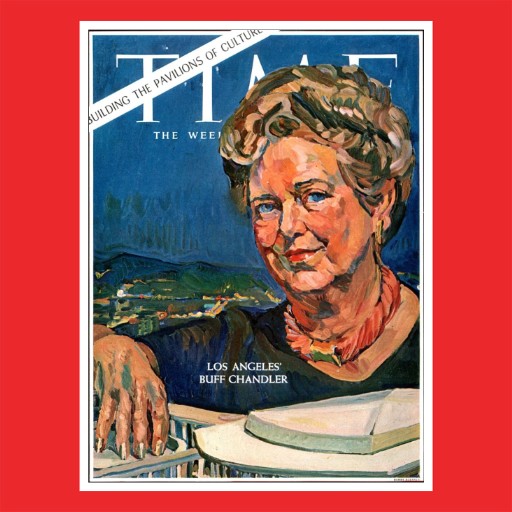 BUILDING THE PAVILIONS OF CULTURE
TIME
THE WEE
LOS ANGELES'
BUFF CHANDLER